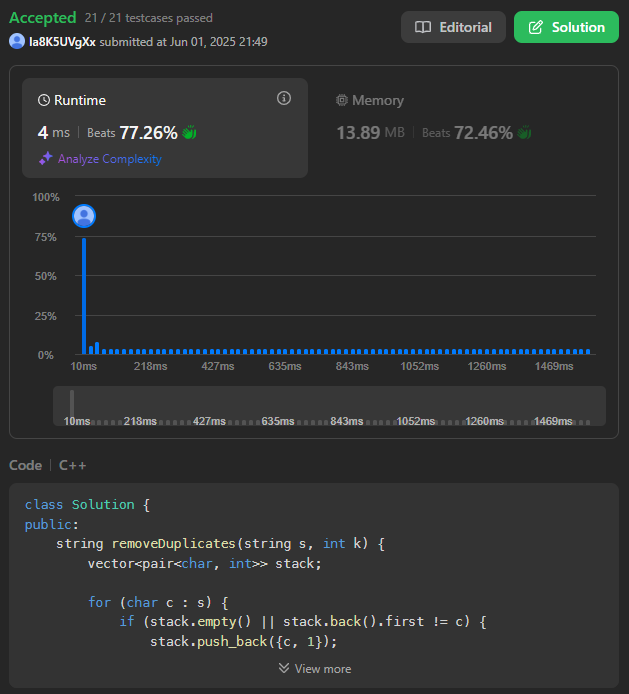 Accepted 21 / 21 testcases passed
la8K5UVgXx submitted at Jun 01, 2025 21:49
Editorial
Solution
Runtime
4 ms Beats 77.26%
Analyze Complexity
Memory
13.89 MB Beats 72.46%
100%
75%
50%
25%
0%
10ms 218ms 427ms 635ms 843ms 1052ms 1260ms 1469ms
10ms 218ms 427ms 635ms 843ms 1052ms 1260ms 1469ms
Code C++
class Solution {
public:
    string removeDuplicates(string s, int k) {
        vector<pair<char, int>> stack;
        for (char c : s) {
            if (stack.empty() || stack.back().first != c) {
                stack.push_back({c, 1});
View more